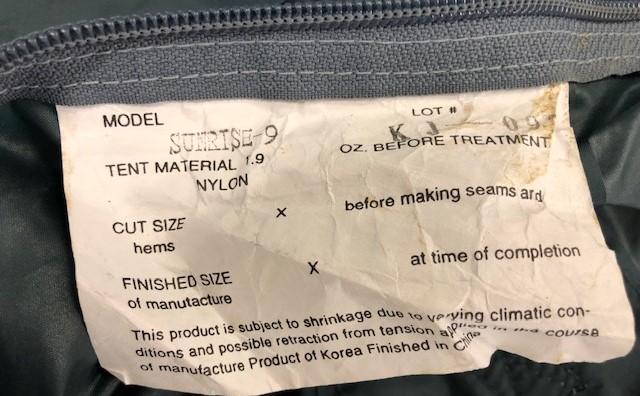 MODEL LOT #
SUNRISE-9 K J - 09
TENT MATERIAL 1.9 OZ. BEFORE TREATMENT
NYLON
CUT SIZE x before making seams and
hems
FINISHED SIZE x at time of completion
of manufacture
This product is subject to shrinkage due to varying climatic con-
ditions and possible retraction from tension applied in the course
of manufacture Product of Korea Finished in China